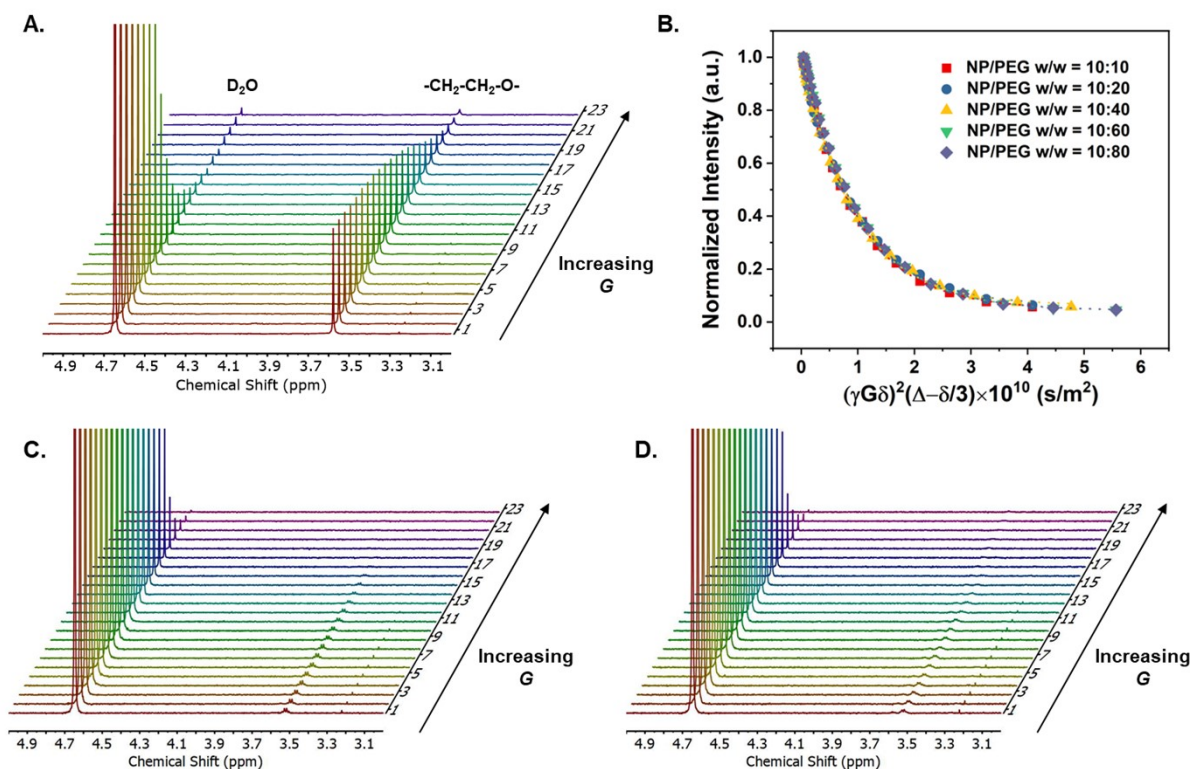 A.
D₂O
-CH₂-CH₂-O-
23
21
19
17
15
13
11
9
7
5
3
1
Increasing
G
4.9 4.7 4.5 4.3 4.1 3.9 3.7 3.5 3.3 3.1
Chemical Shift (ppm)
B.
Normalized Intensity (a.u.)
1.0
0.8
0.6
0.4
0.2
0.0
NP/PEG w/w = 10:10
NP/PEG w/w = 10:20
NP/PEG w/w = 10:40
NP/PEG w/w = 10:60
NP/PEG w/w = 10:80
0 1 2 3 4 5 6
(γGδ)²(Δ−δ/3)×10¹⁰ (s/m²)
C.
23
21
19
17
15
13
11
9
7
5
3
1
Increasing
G
4.9 4.7 4.5 4.3 4.1 3.9 3.7 3.5 3.3 3.1
Chemical Shift (ppm)
D.
23
21
19
17
15
13
11
9
7
5
3
1
Increasing
G
4.9 4.7 4.5 4.3 4.1 3.9 3.7 3.5 3.3 3.1
Chemical Shift (ppm)